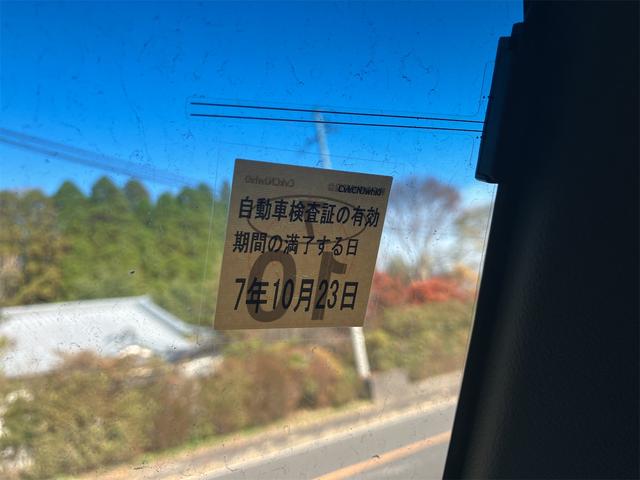 自動車検査証の有効
期間の満了する日
7年10月23日